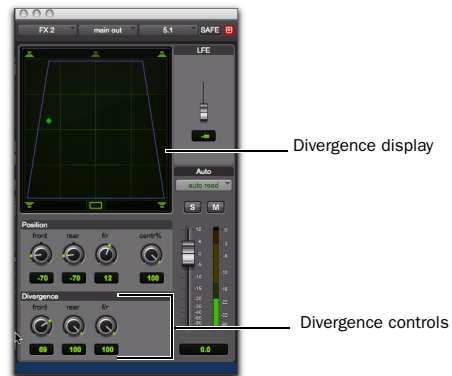 FX 2 main out 5.1 SAFE
LFE
-∞
Divergence display
Auto
auto read
S M
Position
front rear f/r centr%
-70 -70 12 100
Divergence
front rear f/r
69 100 100
0.0
Divergence controls